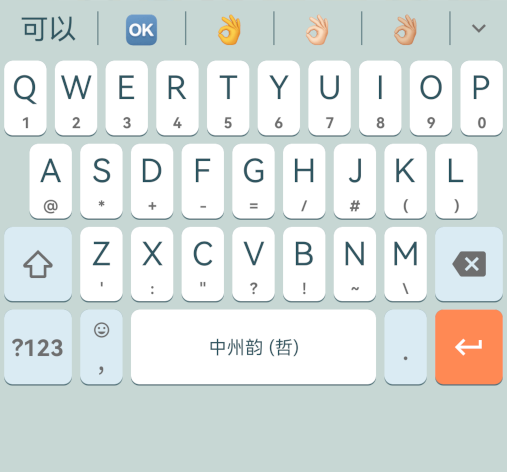 可以 OK
Q W E R T Y U I O P
1 2 3 4 5 6 7 8 9 0
A S D F G H J K L
@ * + - = / # ( )
Z X C V B N M
' : " ? ! ~ \
?123 , 中州韵 (哲) .